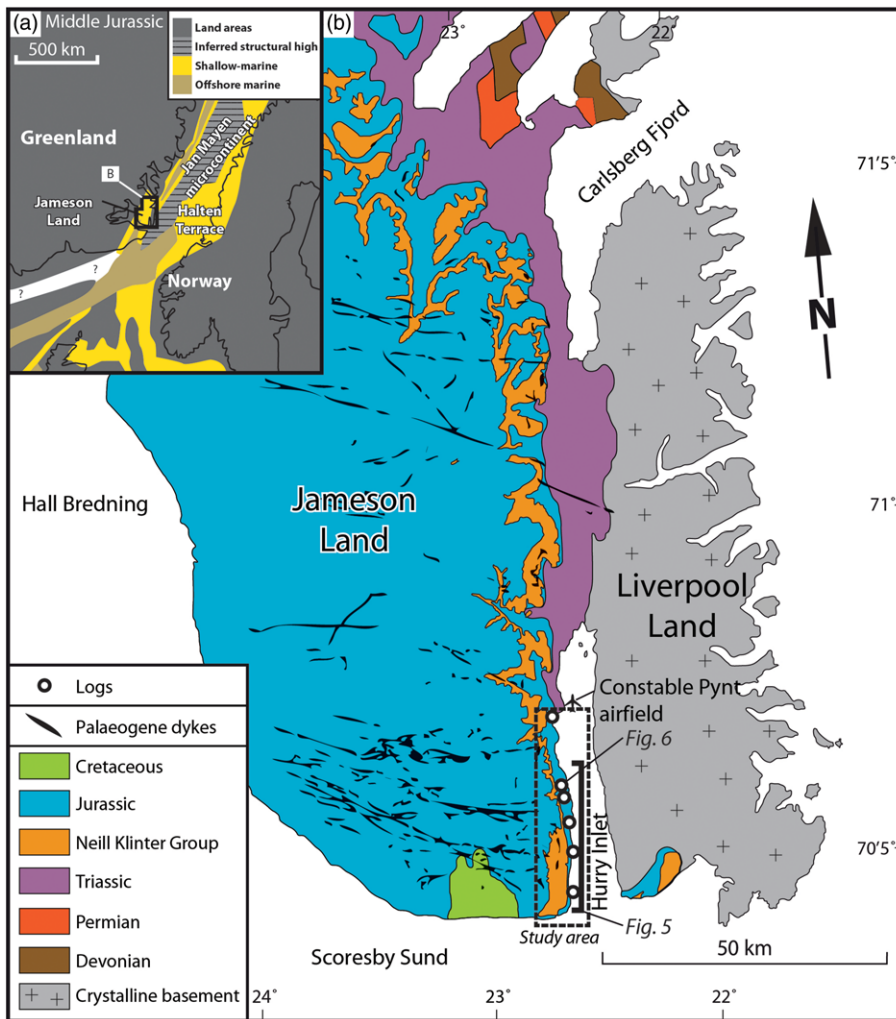 (a) Middle Jurassic
500 km
Land areas
Inferred structural high
Shallow-marine
Offshore marine
Greenland
Jan Mayen
microcontinent
B
Jameson
Land
Halten
Terrace
Norway
?
?
(b)
23°
22°
Carlsberg Fjord
71′5°
N
Hall Bredning
Jameson
Land
71°
Liverpool
Land
Constable Pynt
airfield
Fig. 6
Hurry Inlet
70′5°
Fig. 5
Study area
50 km
Scoresby Sund
24°
23°
22°
Logs
Palaeogene dykes
Cretaceous
Jurassic
Neill Klinter Group
Triassic
Permian
Devonian
Crystalline basement